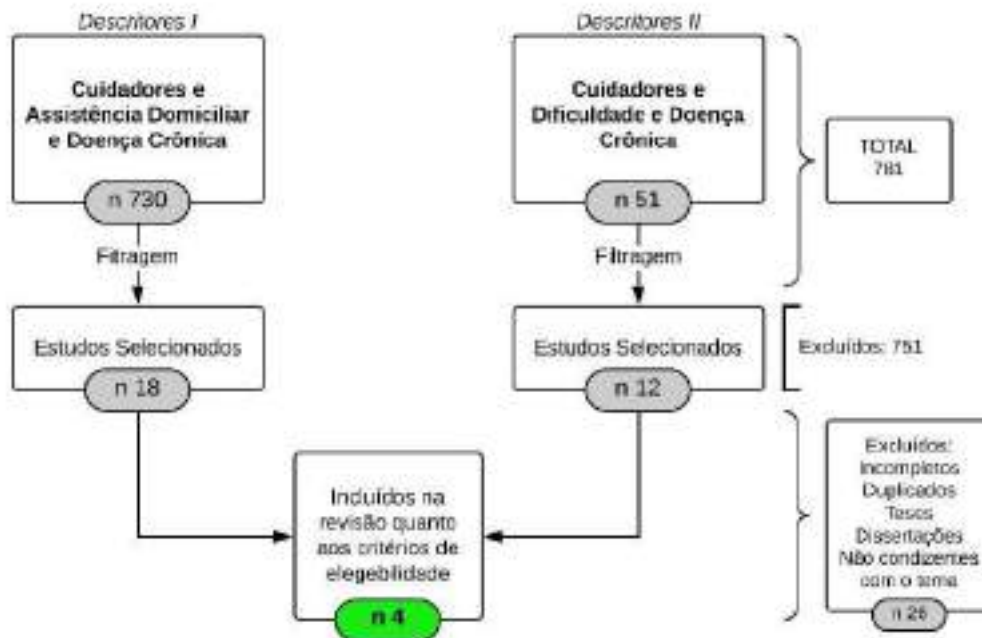 Descritores I
Cuidadores e
Assistência Domiciliar
e Doença Crônica
n 730
Fitragem
Estudos Selecionados
n 18
Descritores II
Cuidadores e
Dificuldade e Doença
Crônica
n 51
Filtragem
Estudos Selecionados
n 12
TOTAL
781
Excluídos: 751
Incluídos na
revisão quanto
aos critérios de
elegebilidade
n 4
Excluídos:
Incompletos
Duplicados
Teses
Dissertações
Não condizentes
com o tema
n 26